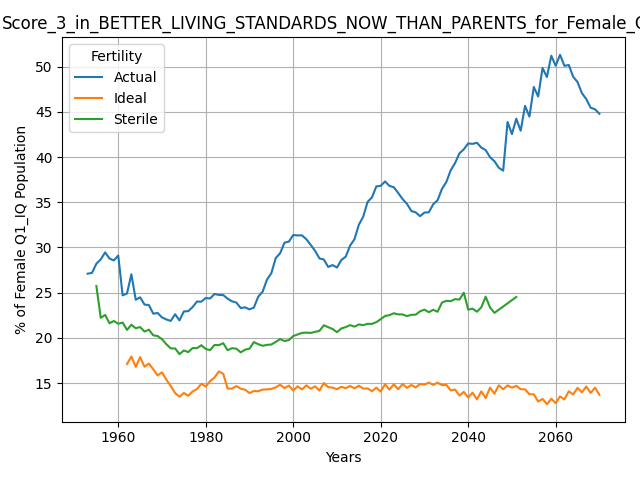 Score_3_in_BETTER_LIVING_STANDARDS_NOW_THAN_PARENTS_for_Female_
Fertility
Actual
Ideal
Sterile
50
45
40
35
30
25
20
15
% of Female Q1_IQ Population
1960
1980
2000
2020
2040
2060
Years